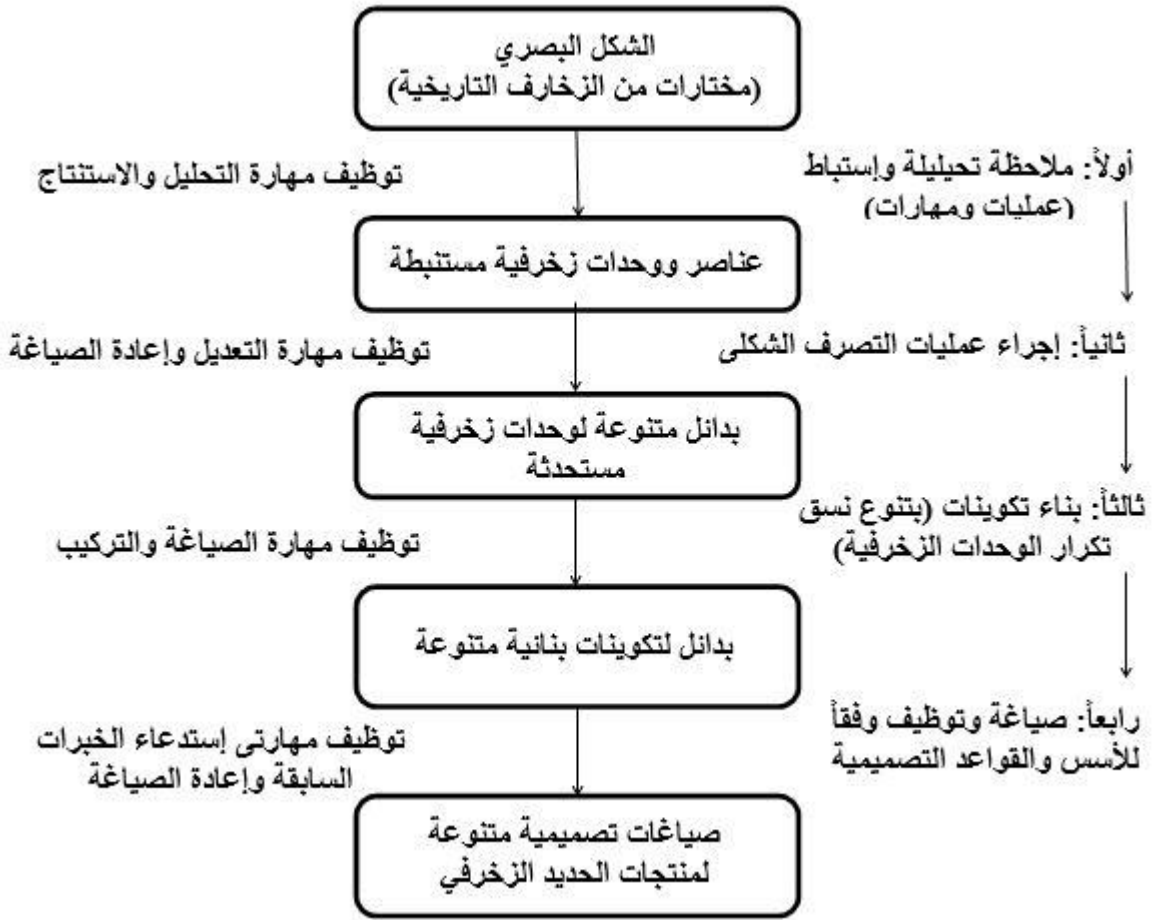 الشكل البصري
(مختارات من الزخارف التاريخية)
أولاً: ملاحظة تحيليلة وإستباط
(عمليات ومهارات)
توظيف مهارة التحليل والاستنتاج
عناصر ووحدات زخرفية مستنبطة
ثانياً: إجراء عمليات التصرف الشكلى
توظيف مهارة التعديل وإعادة الصياغة
بدائل متنوعة لوحدات زخرفية
مستحدثة
ثالثاً: بناء تكوينات (بتنوع نسق
تكرار الوحدات الزخرفية)
توظيف مهارة الصياغة والتركيب
بدائل لتكوينات بنائية متنوعة
رابعاً: صياغة وتوظيف وفقاً
للأسس والقواعد التصميمية
توظيف مهارتى إستدعاء الخبرات
السابقة وإعادة الصياغة
صياغات تصميمية متنوعة
لمنتجات الحديد الزخرفي